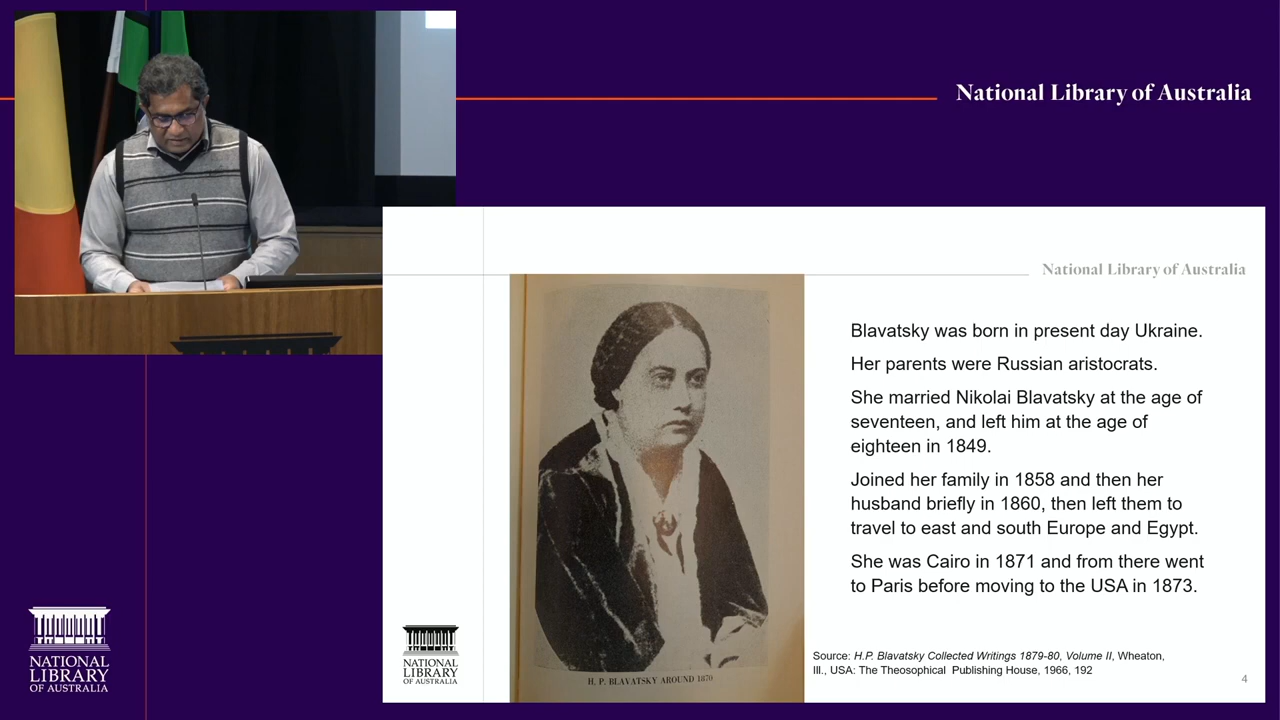 National Library of Australia
National Library of Australia
Blavatsky was born in present day Ukraine.
Her parents were Russian aristocrats.
She married Nikolai Blavatsky at the age of
seventeen, and left him at the age of
eighteen in 1849.
Joined her family in 1858 and then her
husband briefly in 1860, then left them to
travel to east and south Europe and Egypt.
She was Cairo in 1871 and from there went
to Paris before moving to the USA in 1873.
H. P. BLAVATSKY AROUND 1870
Source: H.P. Blavatsky Collected Writings 1879-80, Volume II, Wheaton,
Ill., USA: The Theosophical Publishing House, 1966, 192
4
NATIONAL
LIBRARY
OF AUSTRALIA
NATIONAL
LIBRARY
OF AUSTRALIA